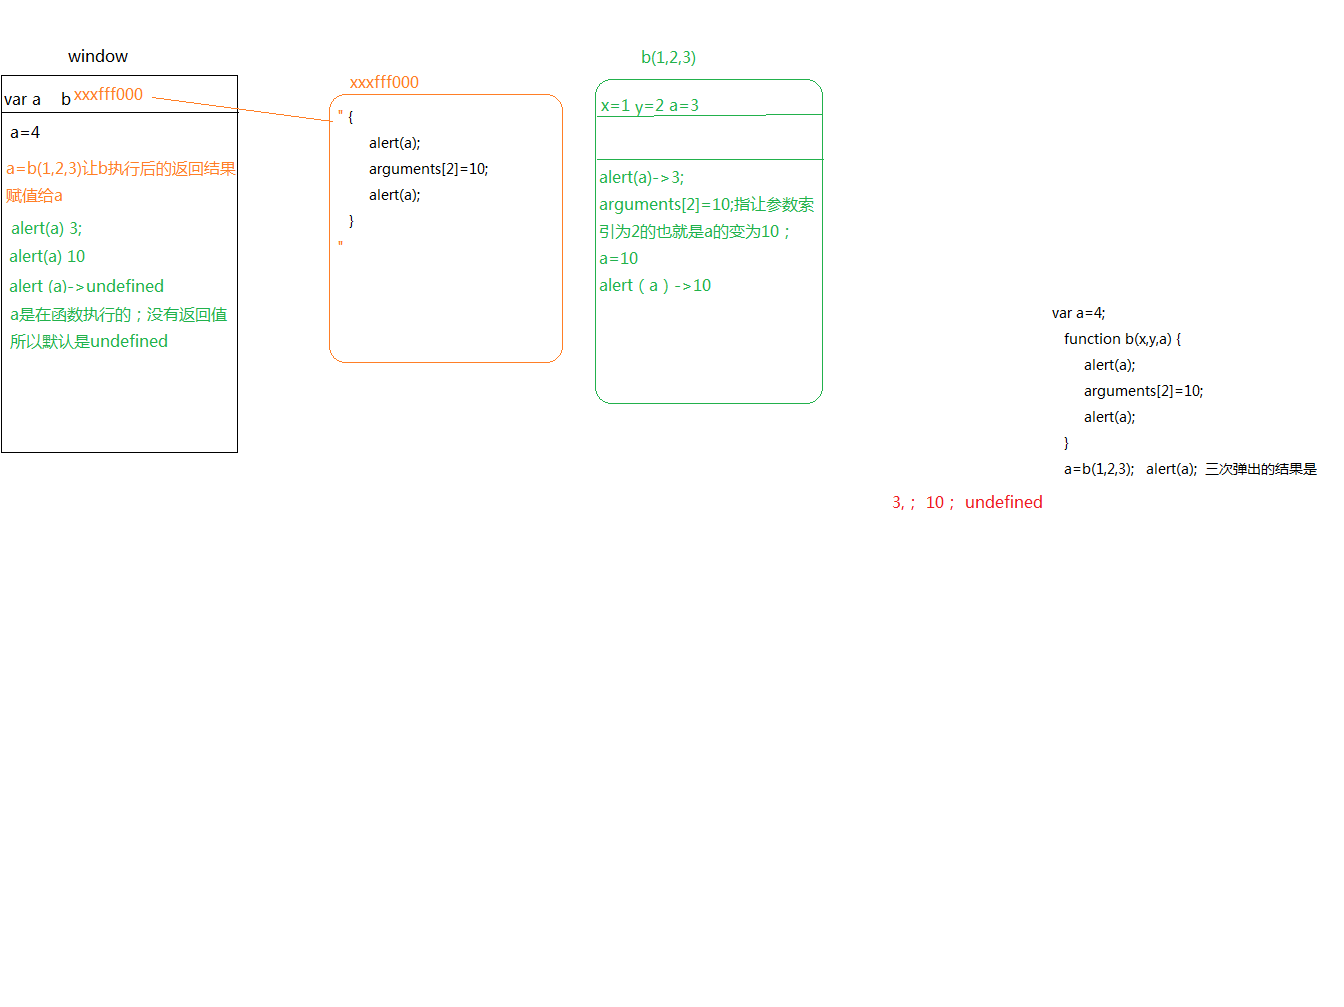 window
var a b xxxfff000
a=4
a=b(1,2,3)让b执行后的返回结果
赋值给a
alert(a) 3;
alert(a) 10
alert (a)->undefined
a是在函数执行的；没有返回值
所以默认是undefined
xxxfff000
" {
alert(a);
arguments[2]=10;
alert(a);
}
"
b(1,2,3)
x=1 y=2 a=3
alert(a)->3;
arguments[2]=10;指让参数索
引为2的也就是a的变为10；
a=10
alert（a）->10
var a=4;
function b(x,y,a) {
alert(a);
arguments[2]=10;
alert(a);
}
a=b(1,2,3); alert(a); 三次弹出的结果是
3,； 10； undefined